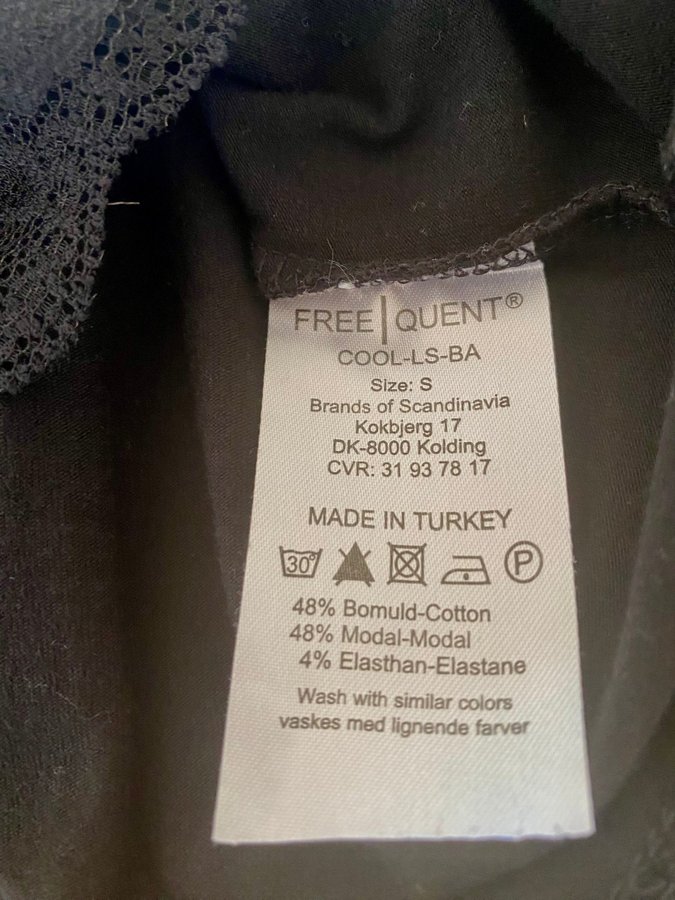 FREE|QUENT®
COOL-LS-BA
Size: S
Brands of Scandinavia
Kokbjerg 17
DK-8000 Kolding
CVR: 31 93 78 17
MADE IN TURKEY
30° P
48% Bomuld-Cotton
48% Modal-Modal
4% Elasthan-Elastane
Wash with similar colors
vaskes med lignende farver